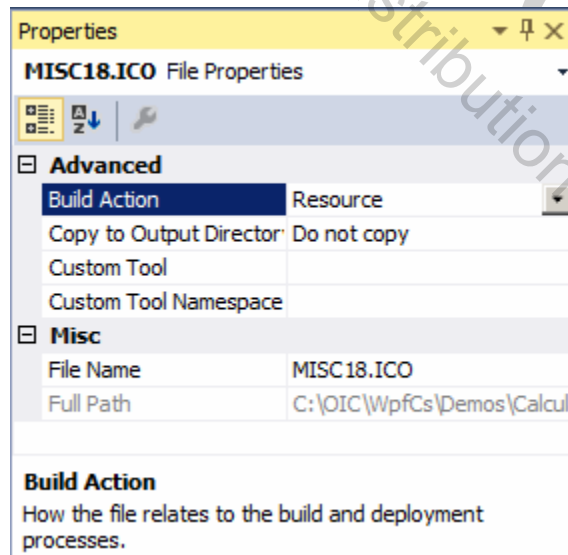 Properties
MISC18.ICO File Properties
Advanced
Build Action Resource
Copy to Output Director Do not copy
Custom Tool
Custom Tool Namespace
Misc
File Name MISC18.ICO
Full Path C:\OIC\WpfCs\Demos\Calcul
Build Action
How the file relates to the build and deployment
processes.
stribution